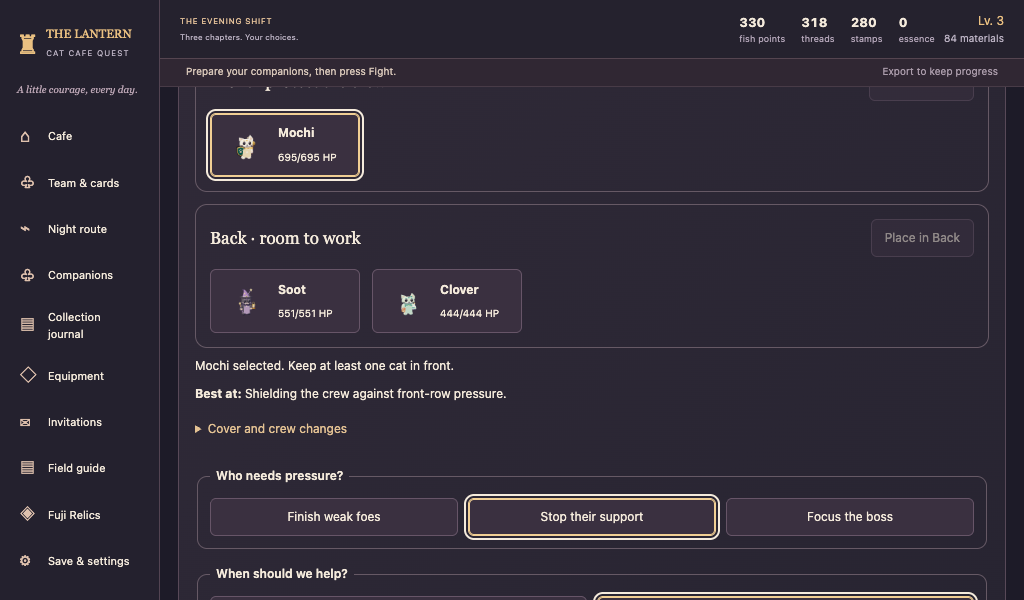 THE LANTERN
CAT CAFE QUEST
A little courage, every day.
Cafe
Team & cards
Night route
Companions
Collection
journal
Equipment
Invitations
Field guide
Fuji Relics
Save & settings
THE EVENING SHIFT
Three chapters. Your choices.
330
fish points
318
threads
280
stamps
0
essence
Lv. 3
84 materials
Prepare your companions, then press Fight.
Export to keep progress
Mochi
695/695 HP
Back · room to work
Place in Back
Soot
551/551 HP
Clover
444/444 HP
Mochi selected. Keep at least one cat in front.
Best at: Shielding the crew against front-row pressure.
Cover and crew changes
Who needs pressure?
Finish weak foes
Stop their support
Focus the boss
When should we help?